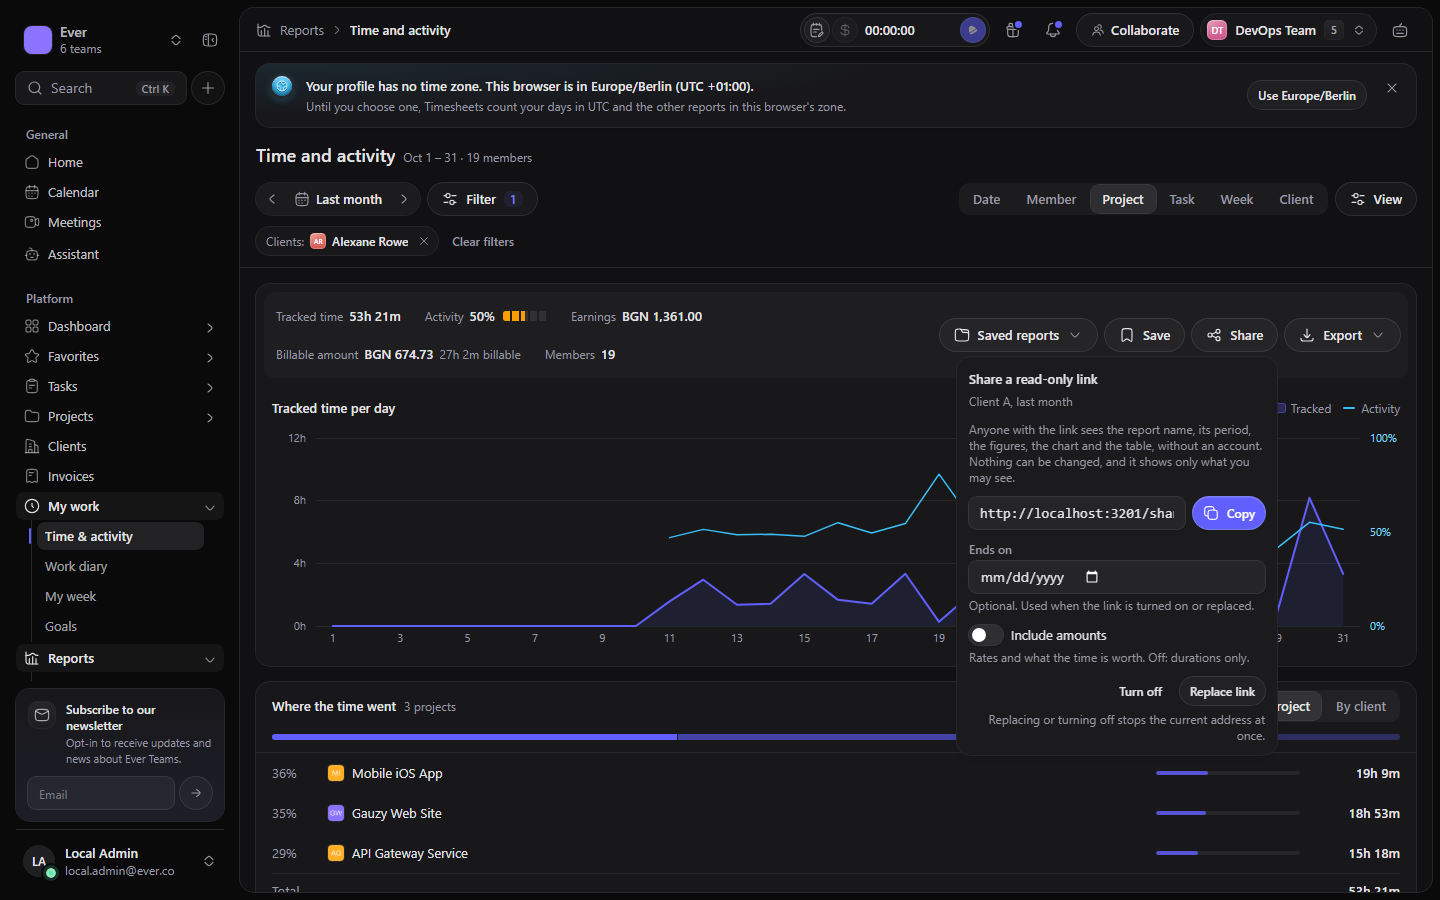 Ever
6 teams
Search
Ctrl K
General
Home
Calendar
Meetings
Assistant
Platform
Dashboard
Favorites
Tasks
Projects
Clients
Invoices
My work
Time & activity
Work diary
My week
Goals
Reports
Subscribe to our
newsletter
Opt-in to receive updates and
news about Ever Teams.
Email
LA
Local Admin
local.admin@ever.co
Reports
Time and activity
00:00:00
Collaborate
DT
DevOps Team
5
Your profile has no time zone. This browser is in Europe/Berlin (UTC +01:00).
Until you choose one, Timesheets count your days in UTC and the other reports in this browser's zone.
Use Europe/Berlin
Time and activity
Oct 1 – 31 · 19 members
Last month
Filter
1
Date
Member
Project
Task
Week
Client
View
Clients:
AR
Alexane Rowe
Clear filters
Tracked time 53h 21m
Activity 50%
Earnings BGN 1,361.00
Billable amount BGN 674.73 27h 2m billable
Members 19
Saved reports
Save
Share
Export
Tracked time per day
Tracked
Activity
12h
8h
4h
0h
1
3
5
7
9
11
13
15
17
19
9
31
100%
50%
0%
Share a read-only link
Client A, last month
Anyone with the link sees the report name, its period,
the figures, the chart and the table, without an account.
Nothing can be changed, and it shows only what you
may see.
http://localhost:3201/sha
Copy
Ends on
mm/dd/yyyy
Optional. Used when the link is turned on or replaced.
Include amounts
Rates and what the time is worth. Off: durations only.
Turn off
Replace link
Replacing or turning off stops the current address at
once.
Where the time went
3 projects
roject
By client
36%
Mobile iOS App
19h 9m
35%
GW
Gauzy Web Site
18h 53m
29%
API Gateway Service
15h 18m
Total
53h 21m